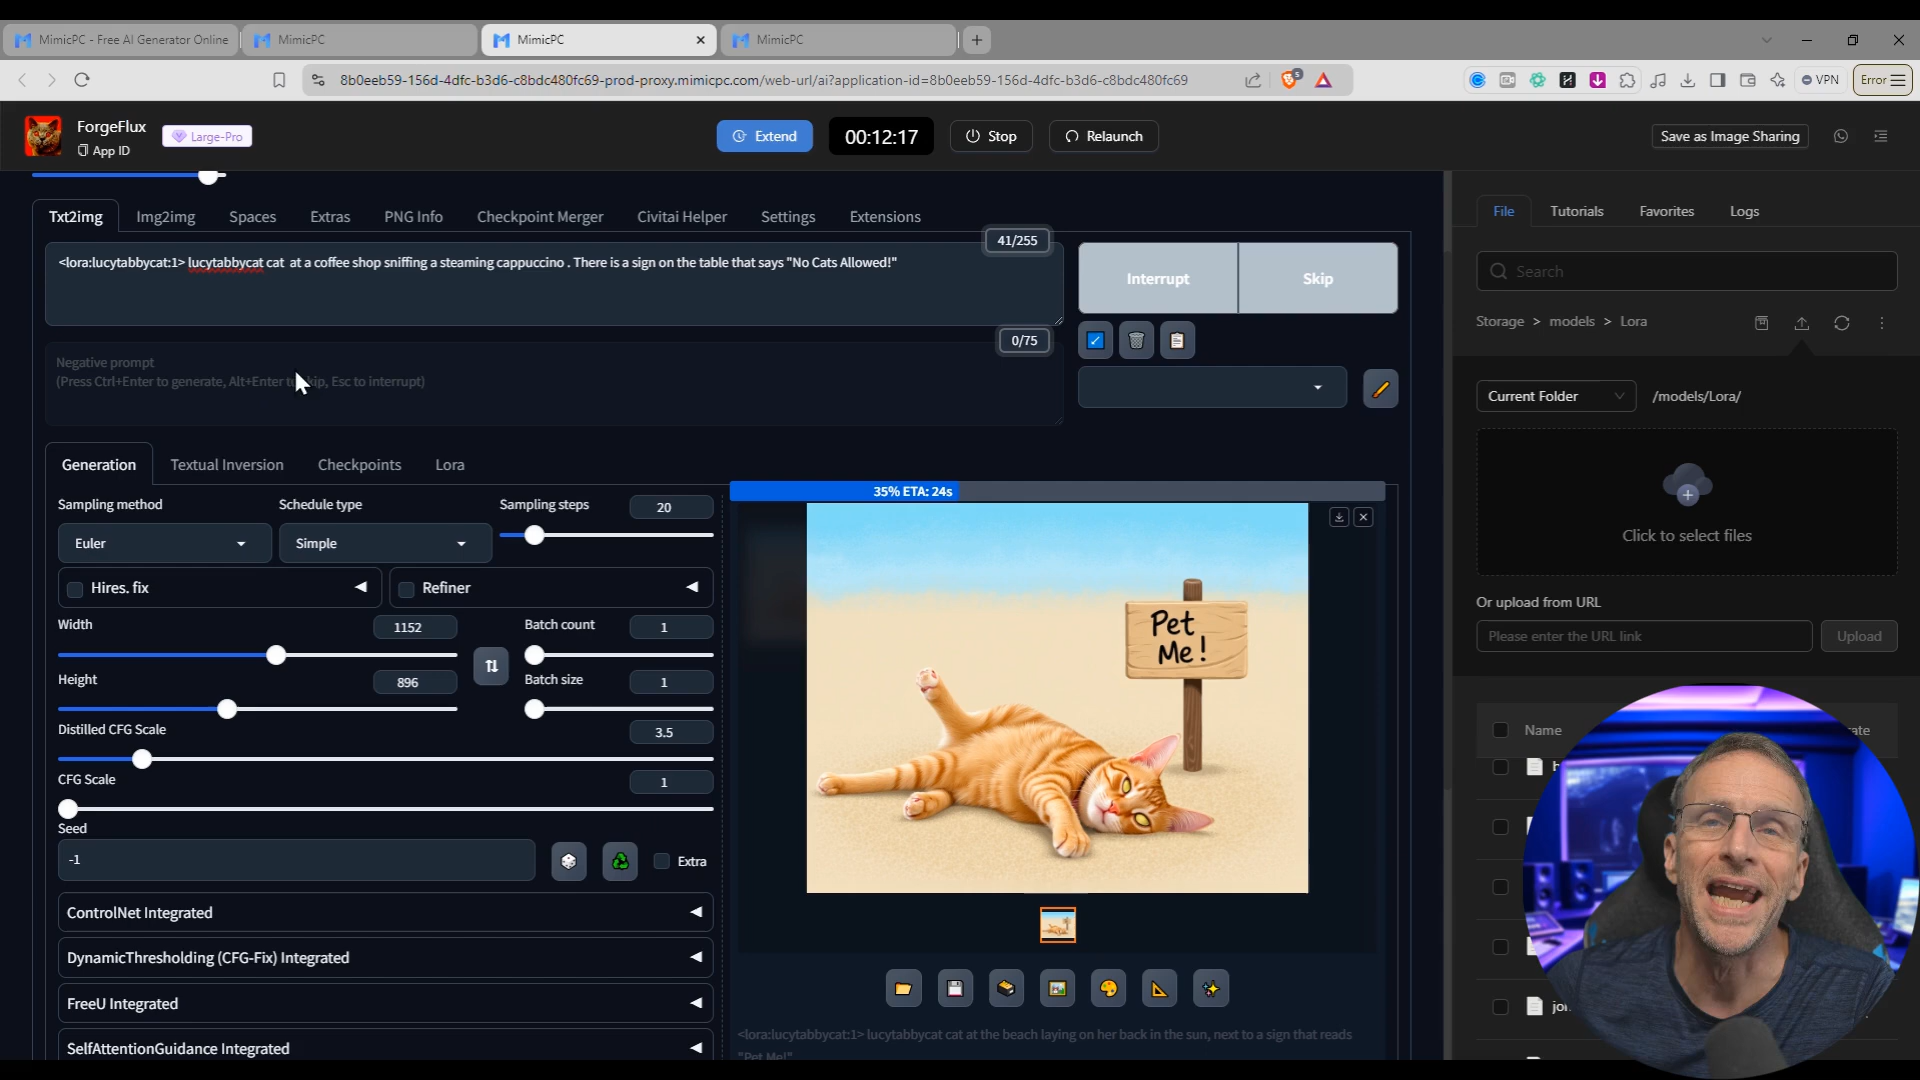 MimicPC - Free AI Generator Online
MimicPC
MimicPC
MimicPC
8b0eeb59-156d-4dfc-b3d6-c8bdc480fc69-prod-proxy.mimicpc.com/web-url/ai?application-id=8b0eeb59-156d-4dfc-b3d6-c8bdc480fc69
5
VPN
Error
ForgeFlux
App ID
Large-Pro
Extend
00:12:17
Stop
Relaunch
Save as Image Sharing
Txt2img
Img2img
Spaces
Extras
PNG Info
Checkpoint Merger
Civitai Helper
Settings
Extensions
41/255
<lora:lucytabbycat:1> lucytabbycat cat  at a coffee shop sniffing a steaming cappuccino . There is a sign on the table that says "No Cats Allowed!"
Interrupt
Skip
0/75
Negative prompt
(Press Ctrl+Enter to generate, Alt+Enter to skip, Esc to interrupt)
Generation
Textual Inversion
Checkpoints
Lora
Sampling method
Schedule type
Sampling steps
20
Euler
Simple
Hires. fix
Refiner
Width
1152
Batch count
1
Height
896
Batch size
1
Distilled CFG Scale
3.5
CFG Scale
1
Seed
-1
Extra
ControlNet Integrated
DynamicThresholding (CFG-Fix) Integrated
FreeU Integrated
SelfAttentionGuidance Integrated
35% ETA: 24s
Pet
Me!
<lora:lucytabbycat:1> lucytabbycat cat at the beach laying on her back in the sun, next to a sign that reads
"Pet Me!"
File
Tutorials
Favorites
Logs
Search
Storage > models > Lora
Current Folder
/models/Lora/
Click to select files
Or upload from URL
Please enter the URL link
Upload
Name